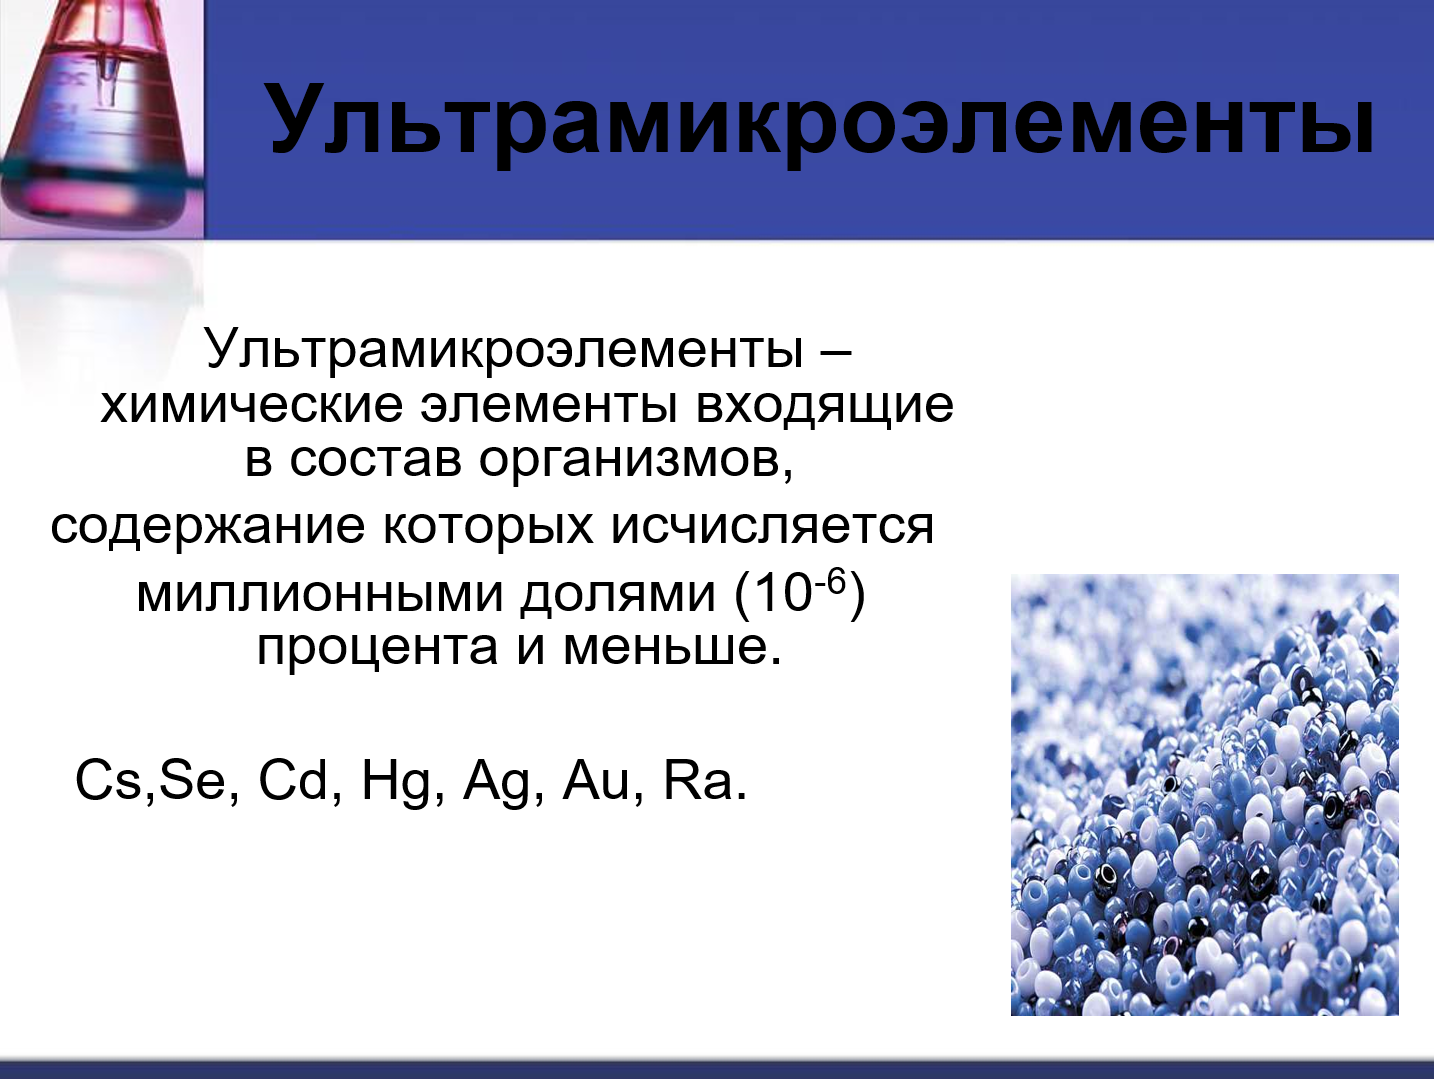 Ультрамикроэлементы
Ультрамикроэлементы –
химические элементы входящие
в состав организмов,
содержание которых исчисляется
миллионными долями (10⁻⁶)
процента и меньше.
Cs,Se, Cd, Hg, Ag, Au, Ra.